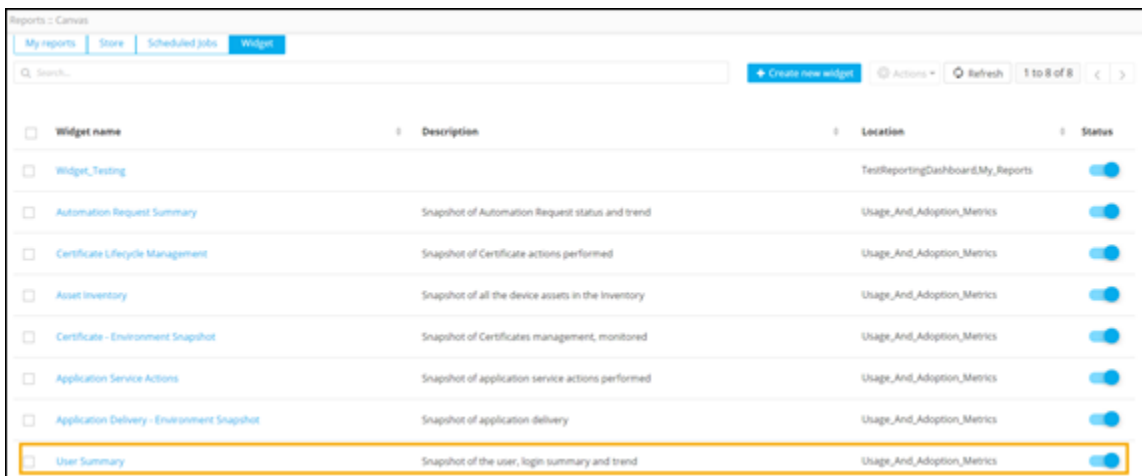 Reports :: Canvas
My reports Store Scheduled Jobs Widget
Search... + Create new widget Actions Refresh 1 to 8 of 8 < >
Widget name Description Location Status
Widget_Testing TestReportingDashboard,My_Reports
Automation Request Summary Snapshot of Automation Request status and trend Usage_And_Adoption_Metrics
Certificate Lifecycle Management Snapshot of Certificate actions performed Usage_And_Adoption_Metrics
Asset Inventory Snapshot of all the device assets in the Inventory Usage_And_Adoption_Metrics
Certificate - Environment Snapshot Snapshot of Certificates management, monitored Usage_And_Adoption_Metrics
Application Service Actions Snapshot of application service actions performed Usage_And_Adoption_Metrics
Application Delivery - Environment Snapshot Snapshot of application delivery Usage_And_Adoption_Metrics
User Summary Snapshot of the user, login summary and trend Usage_And_Adoption_Metrics